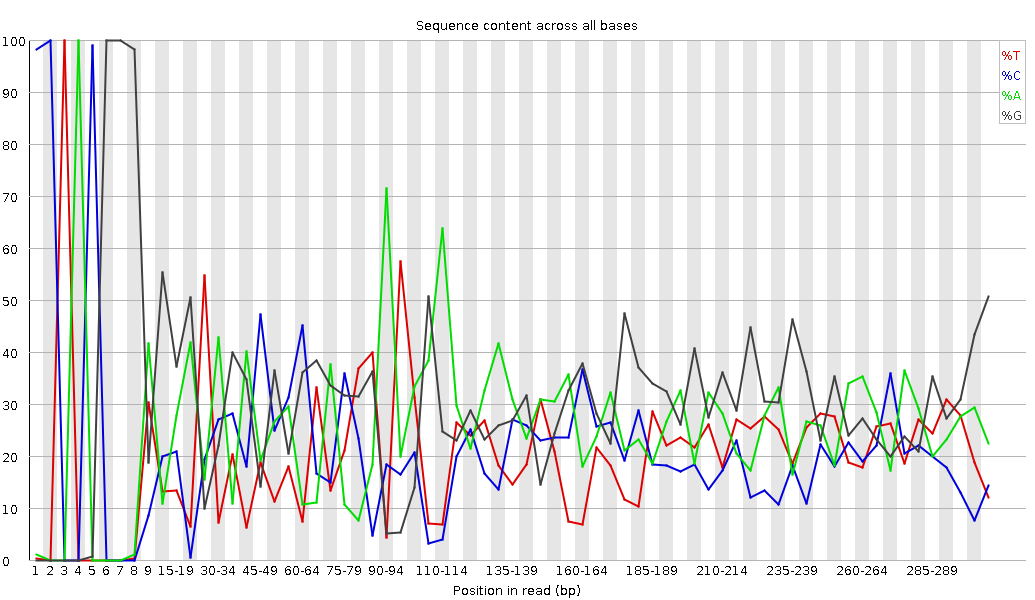 Sequence content across all bases
100
90
80
70
60
50
40
30
20
10
0
%T
%C
%A
%G
1 2 3 4 5 6 7 8 9 15-19 30-34 45-49 60-64 75-79 90-94 110-114 135-139 160-164 185-189 210-214 235-239 260-264 285-289
Position in read (bp)